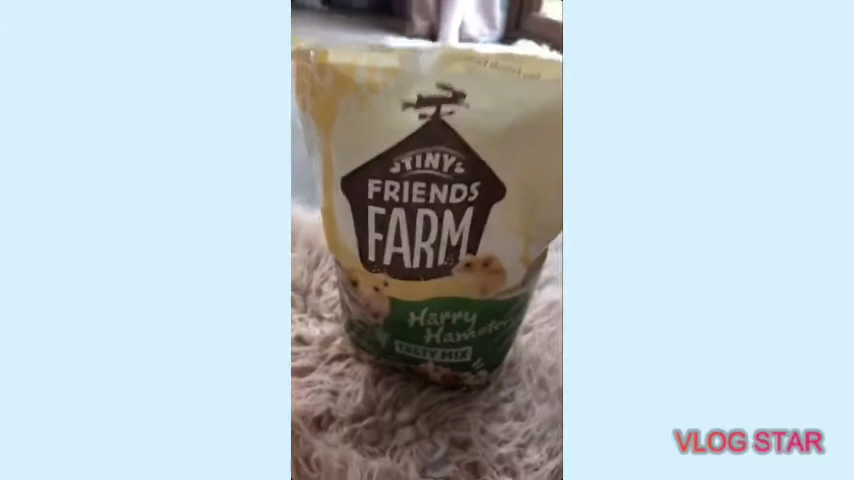 TINY
FRIENDS
FARM
Harry
Hamster
TASTY MIX
VLOG STAR